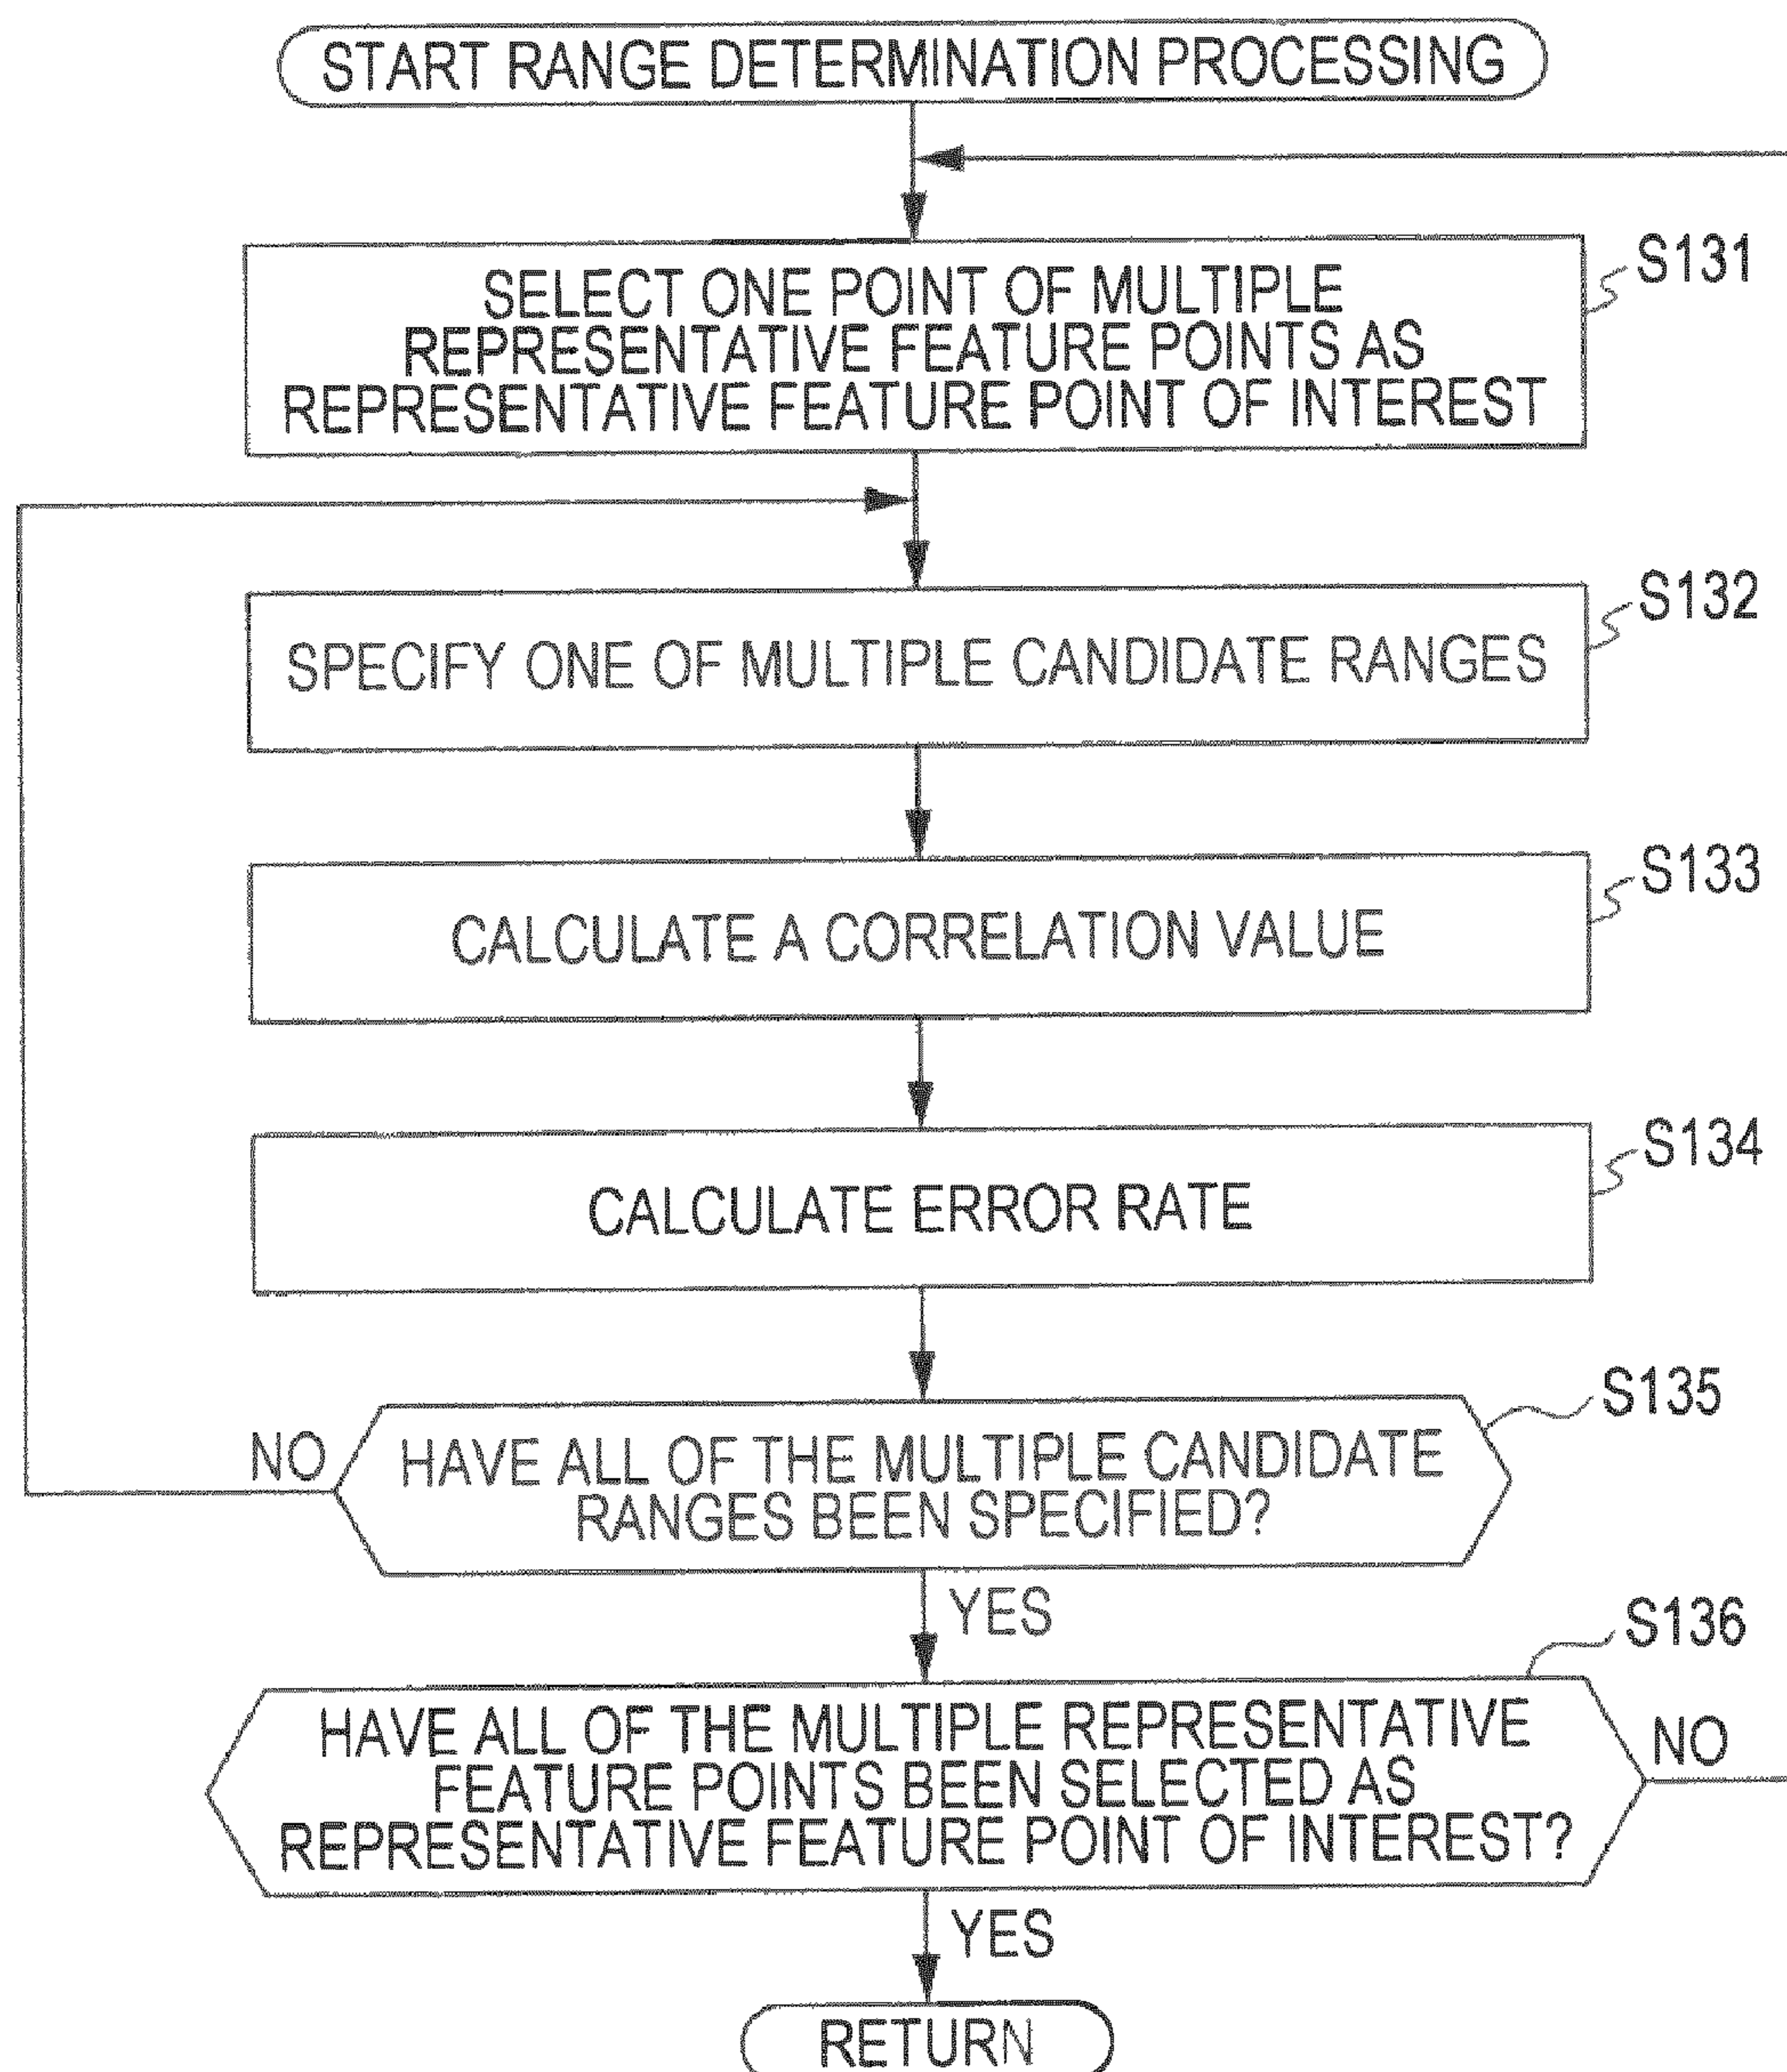 START RANGE DETERMINATION PROCESSING
S131
SELECT ONE POINT OF MULTIPLE
REPRESENTATIVE FEATURE POINTS AS
REPRESENTATIVE FEATURE POINT OF INTEREST
S132
SPECIFY ONE OF MULTIPLE CANDIDATE RANGES
S133
CALCULATE A CORRELATION VALUE
S134
CALCULATE ERROR RATE
S135
NO
HAVE ALL OF THE MULTIPLE CANDIDATE
RANGES BEEN SPECIFIED?
YES
S136
HAVE ALL OF THE MULTIPLE REPRESENTATIVE
FEATURE POINTS BEEN SELECTED AS
REPRESENTATIVE FEATURE POINT OF INTEREST?
NO
YES
RETURN